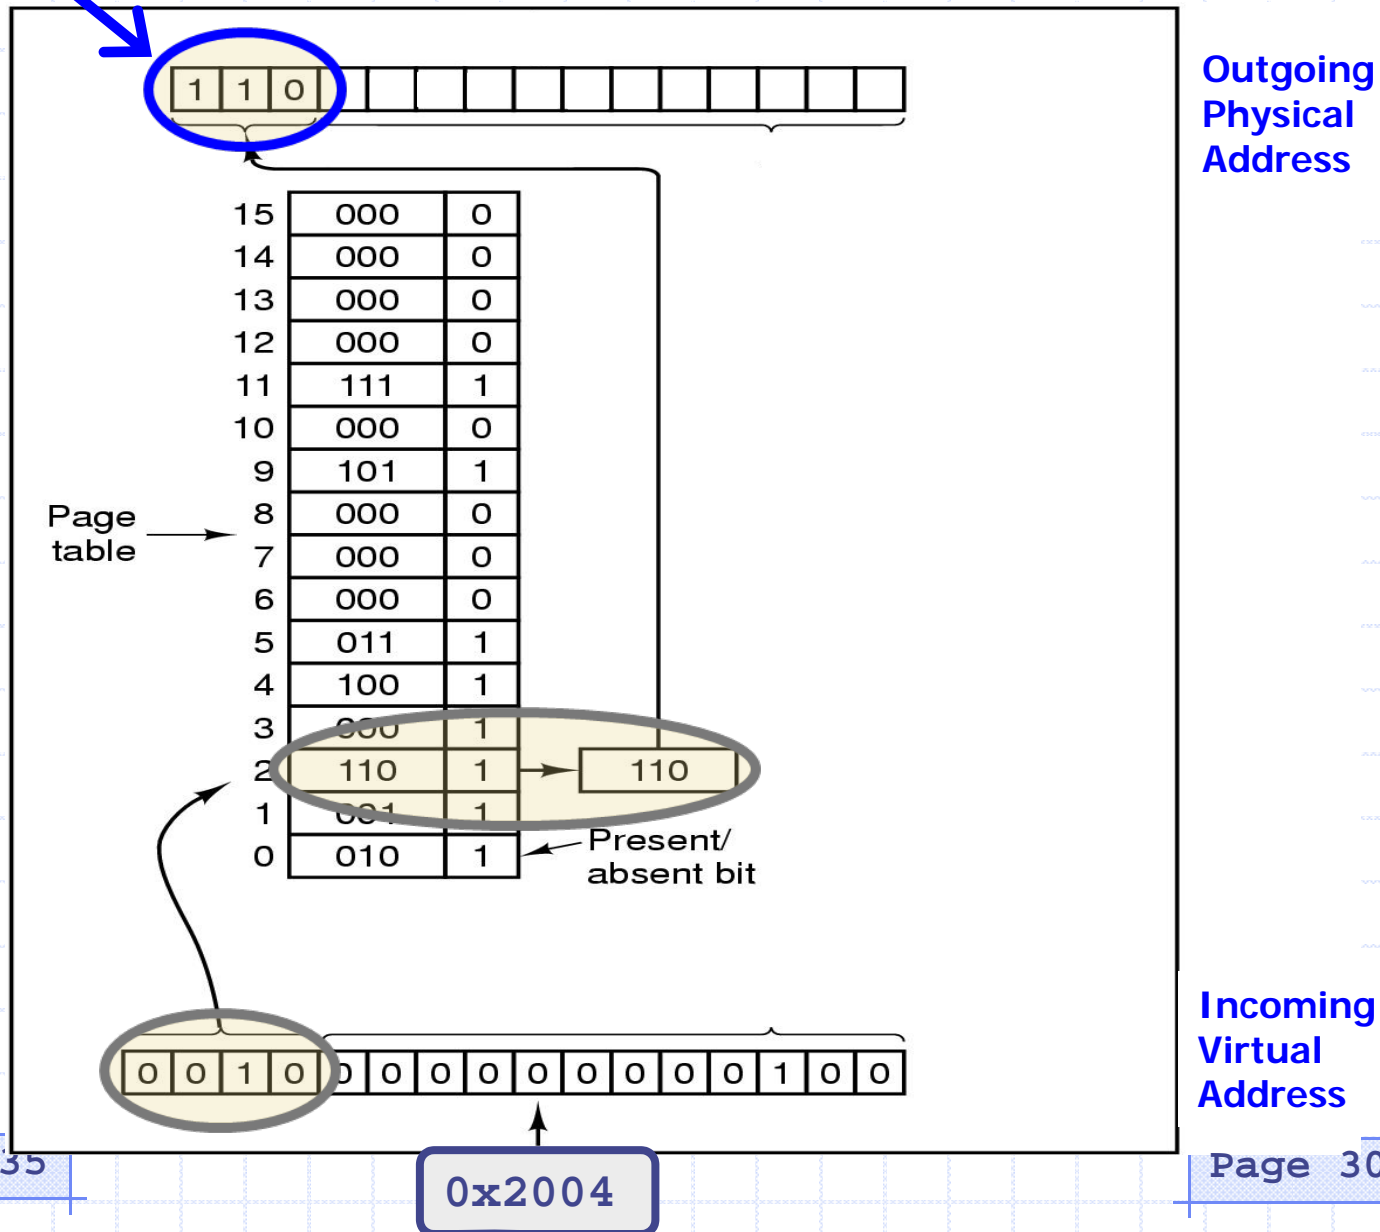 Outgoing
Physical
Address
1 1 0
15 000 0
14 000 0
13 000 0
12 000 0
11 111 1
10 000 0
9 101 1
8 000 0
7 000 0
6 000 0
5 011 1
4 100 1
3 000 1
2 110 1 110
1 001 1
0 010 1
Page
table
Present/
absent bit
Incoming
Virtual
Address
0 0 1 0 0 0 0 0 0 0 0 0 0 1 0 0
35
0x2004
Page 30